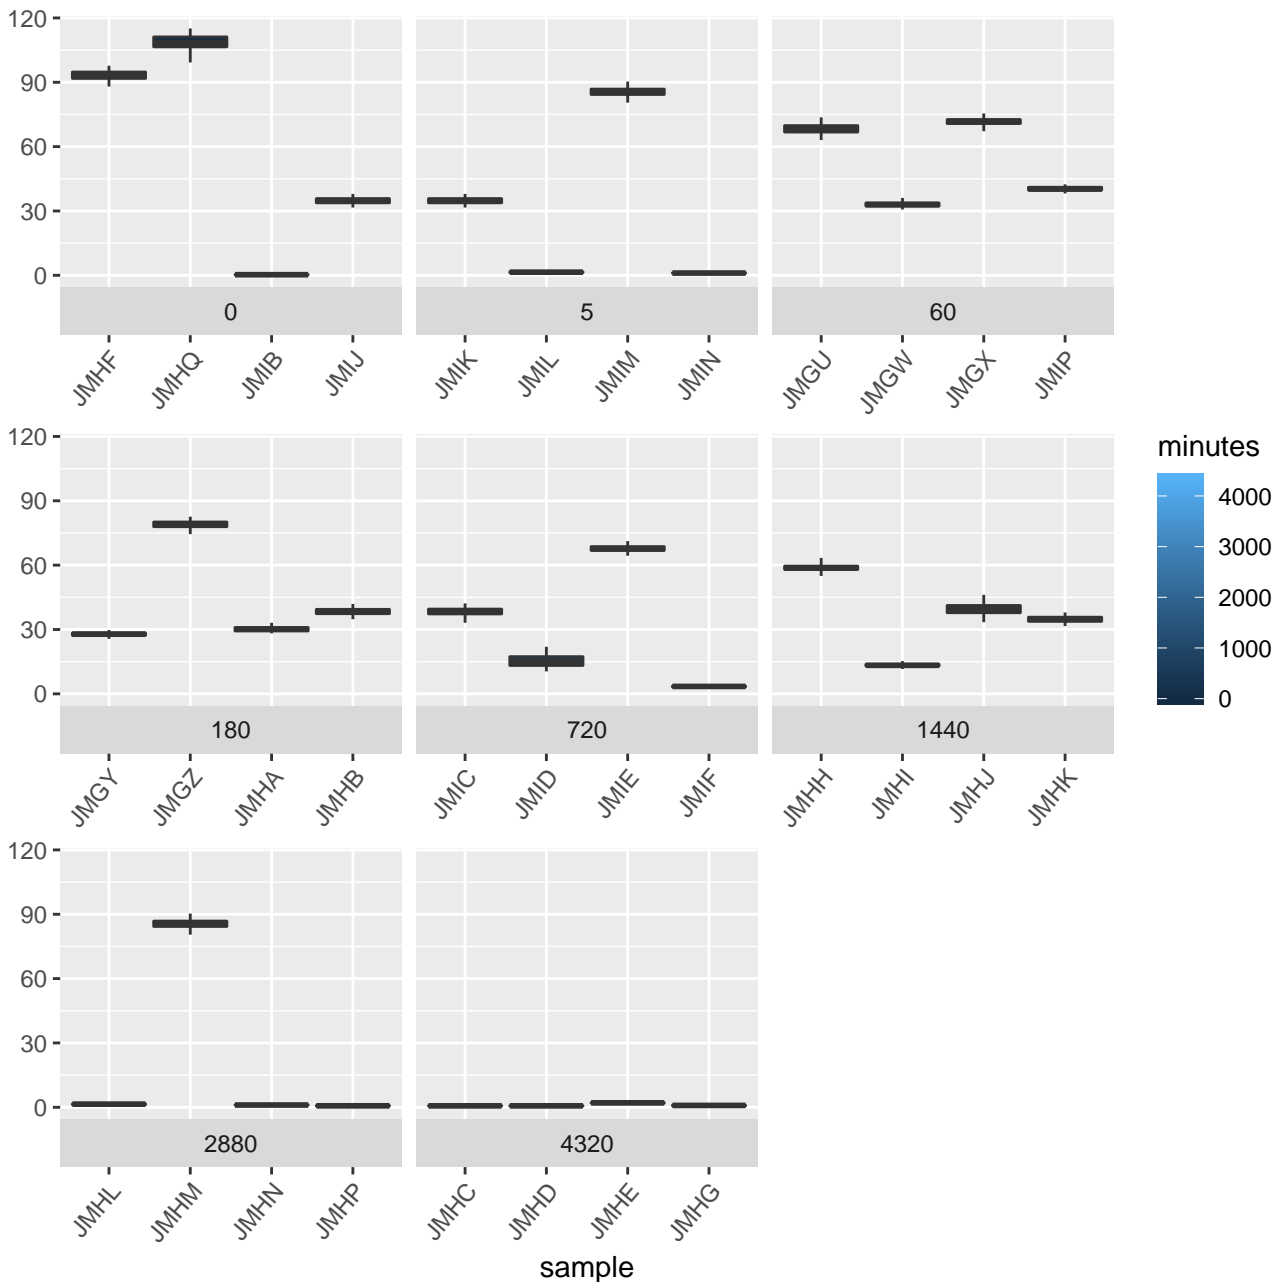 120
90
60
30
0
0
5
60
JMHF
JMHQ
JMIB
JMIJ
JMIK
JMIL
JMIM
JMIN
JMGU
JMGW
JMGX
JMIP
120
90
60
30
0
180
720
1440
JMGY
JMGZ
JMHA
JMHB
JMIC
JMID
JMIE
JMIF
JMHH
JMHI
JMHJ
JMHK
minutes
4000
3000
2000
1000
0
120
90
60
30
0
2880
4320
JMHL
JMHM
JMHN
JMHP
JMHC
JMHD
JMHE
JMHG
sample